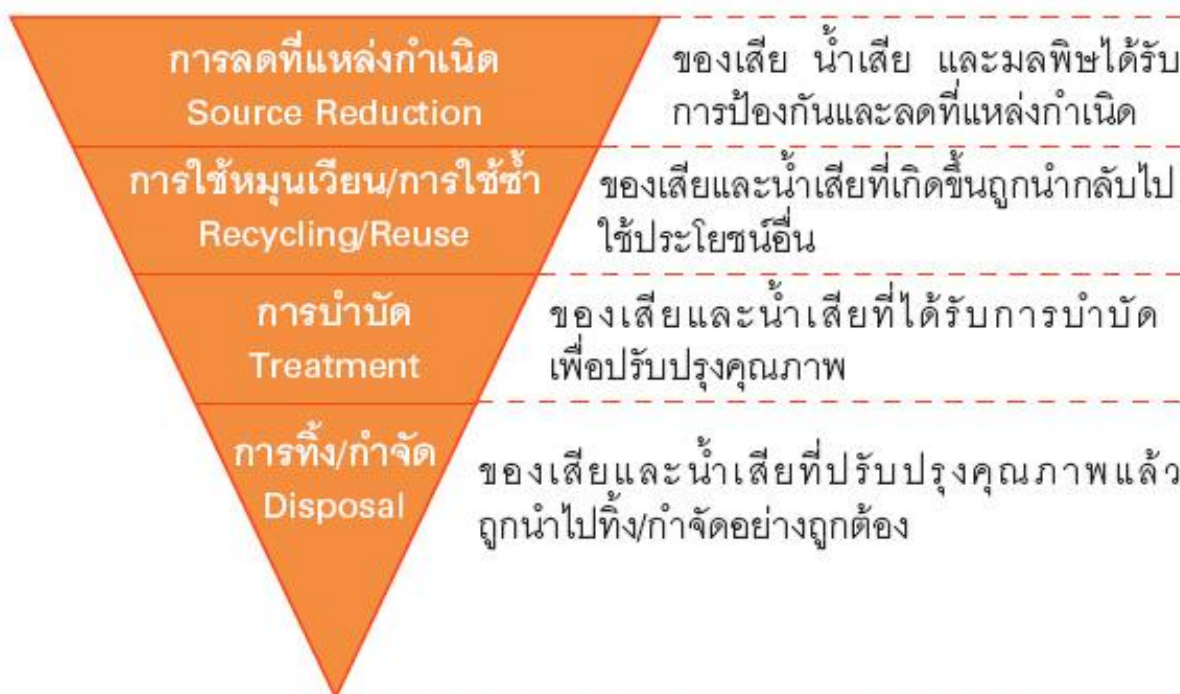 การลดที่แหล่งกำเนิด
Source Reduction
ของเสีย น้ำเสีย และมลพิษได้รับ
การป้องกันและลดที่แหล่งกำเนิด
การใช้หมุนเวียน/การใช้ซ้ำ
Recycling/Reuse
ของเสียและน้ำเสียที่เกิดขึ้นถูกนำกลับไป
ใช้ประโยชน์อื่น
การบำบัด
Treatment
ของเสียและน้ำเสียที่ได้รับการบำบัด
เพื่อปรับปรุงคุณภาพ
การทิ้ง/กำจัด
Disposal
ของเสียและน้ำเสียที่ปรับปรุงคุณภาพแล้ว
ถูกนำไปทิ้ง/กำจัดอย่างถูกต้อง